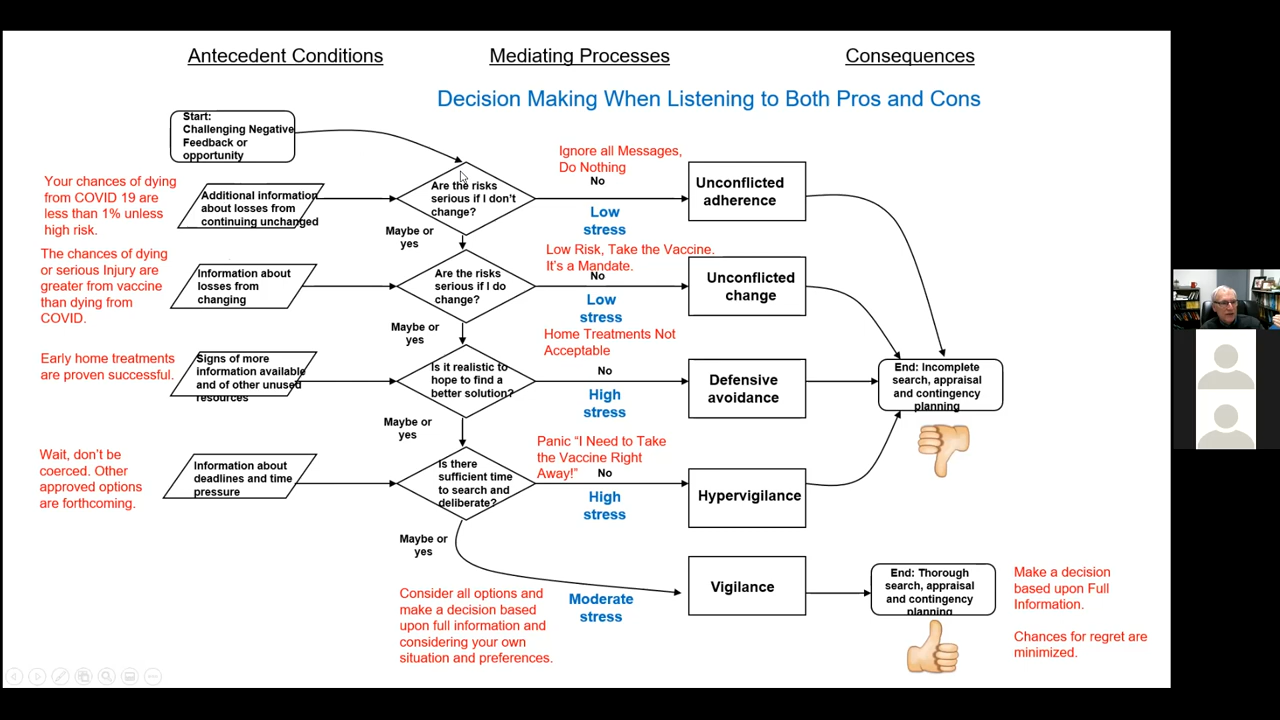 Antecedent Conditions
Mediating Processes
Consequences
Decision Making When Listening to Both Pros and Cons
Start:
Challenging Negative
Feedback or
opportunity
Your chances of dying
from COVID 19 are
less than 1% unless
high risk.
Additional information
about losses from
continuing unchanged
Are the risks
serious if I don't
change?
Ignore all Messages,
Do Nothing
No
Low
stress
Unconflicted
adherence
Maybe or
yes
The chances of dying
or serious Injury are
greater from vaccine
than dying from
COVID.
Information about
losses from
changing
Are the risks
serious if I do
change?
Low Risk, Take the Vaccine.
It's a Mandate.
No
Low
stress
Unconflicted
change
Maybe or
yes
Early home treatments
are proven successful.
Signs of more
information available
and of other unused
resources
Is it realistic to
hope to find a
better solution?
Home Treatments Not
Acceptable
No
High
stress
Defensive
avoidance
End: Incomplete
search, appraisal
and contingency
planning
Maybe or
yes
Wait, don't be
coerced. Other
approved options
are forthcoming.
Information about
deadlines and time
pressure
Is there
sufficient time
to search and
deliberate?
Panic “I Need to Take
the Vaccine Right
Away!”
No
High
stress
Hypervigilance
Maybe or
yes
Consider all options and
make a decision based
upon full information and
considering your own
situation and preferences.
Moderate
stress
Vigilance
End: Thorough
search, appraisal
and contingency
planning
Make a decision
based upon Full
Information.
Chances for regret are
minimized.